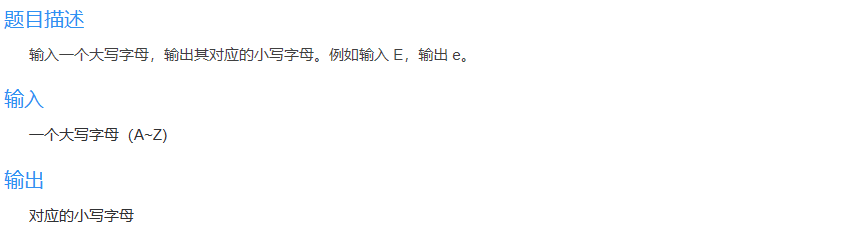 题目描述
输入一个大写字母，输出其对应的小写字母。例如输入 E，输出 e。
输入
一个大写字母（A~Z）
输出
对应的小写字母